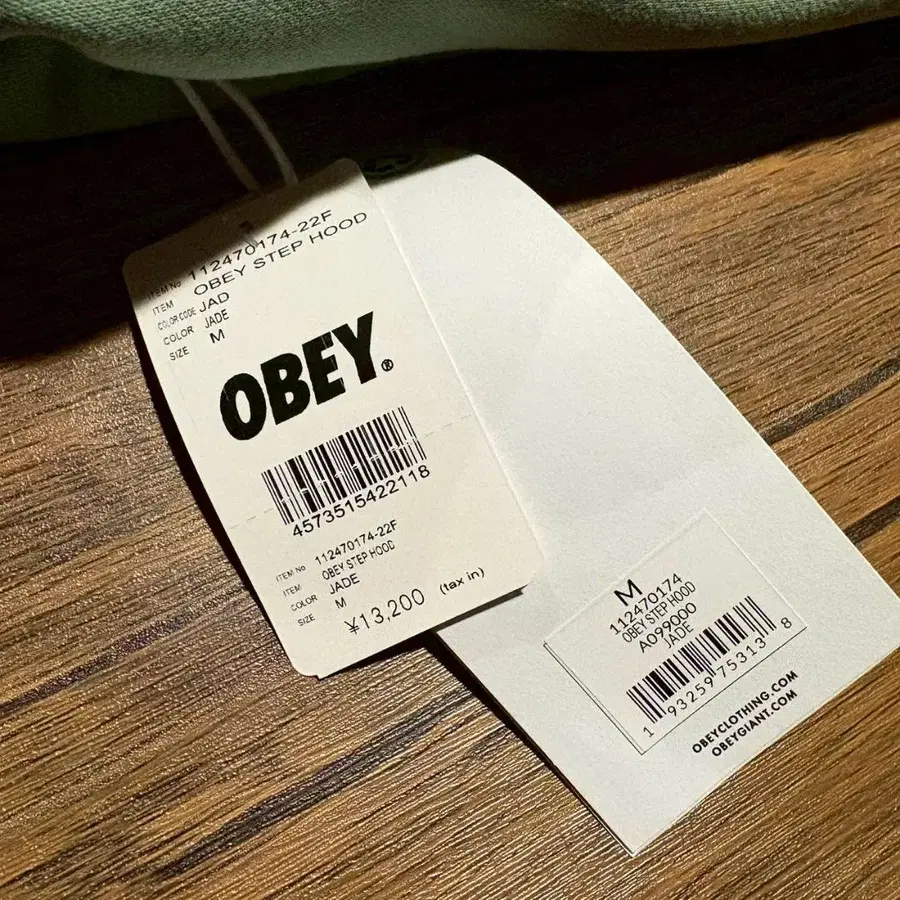 ITEM No 112470174-22F
ITEM OBEY STEP HOOD
COLOR CODE JAD
COLOR JADE
SIZE M
OBEY®
4573515422118
ITEM No 112470174-22F
ITEM OBEY STEP HOOD
COLOR JADE
SIZE M
¥13,200 (tax in)
M
112470174
OBEY STEP HOOD
A099000
JADE
1 93259 75313 8
OBEYCLOTHING.COM
OBEYGIANT.COM